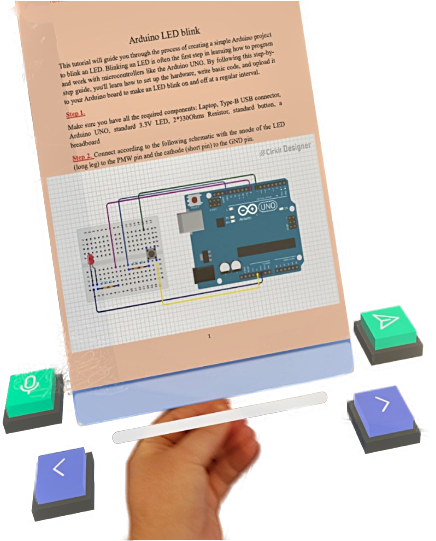 Arduino LED blink
This tutorial will guide you through the process of creating a simple Arduino project
to blink an LED. Blinking an LED is often the first step in learning how to program
and work with microcontrollers like the Arduino UNO. By following this step-by-
step guide, you'll learn how to set up the hardware, write basic code, and upload it
to your Arduino board to make an LED blink on and off at a regular interval.
Step 1.
Make sure you have all the required components: Laptop, Type-B USB connector,
Arduino UNO, standard 3.3V LED, 2*330Ohms Resistor, standard button, a
breadboard
Step 2. Connect according to the following schematic with the anode of the LED
(long leg) to the PMW pin and the cathode (short pin) to the GND pin.
Cirkit Designer
UNO
Arduino
1